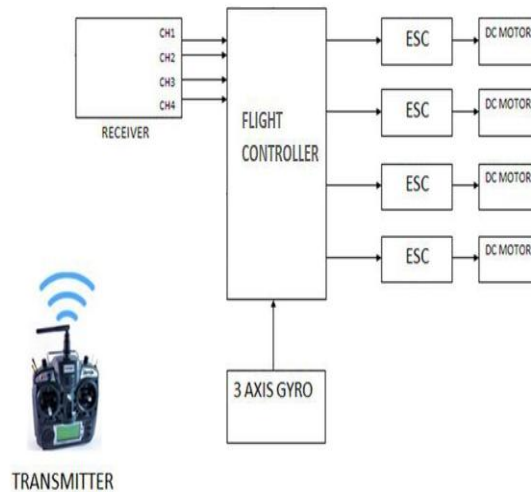 CH1
CH2
CH3
CH4
RECEIVER
FLIGHT
CONTROLLER
ESC
DC MOTOR
ESC
DC MOTOR
ESC
DC MOTOR
ESC
DC MOTOR
3 AXIS GYRO
TRANSMITTER